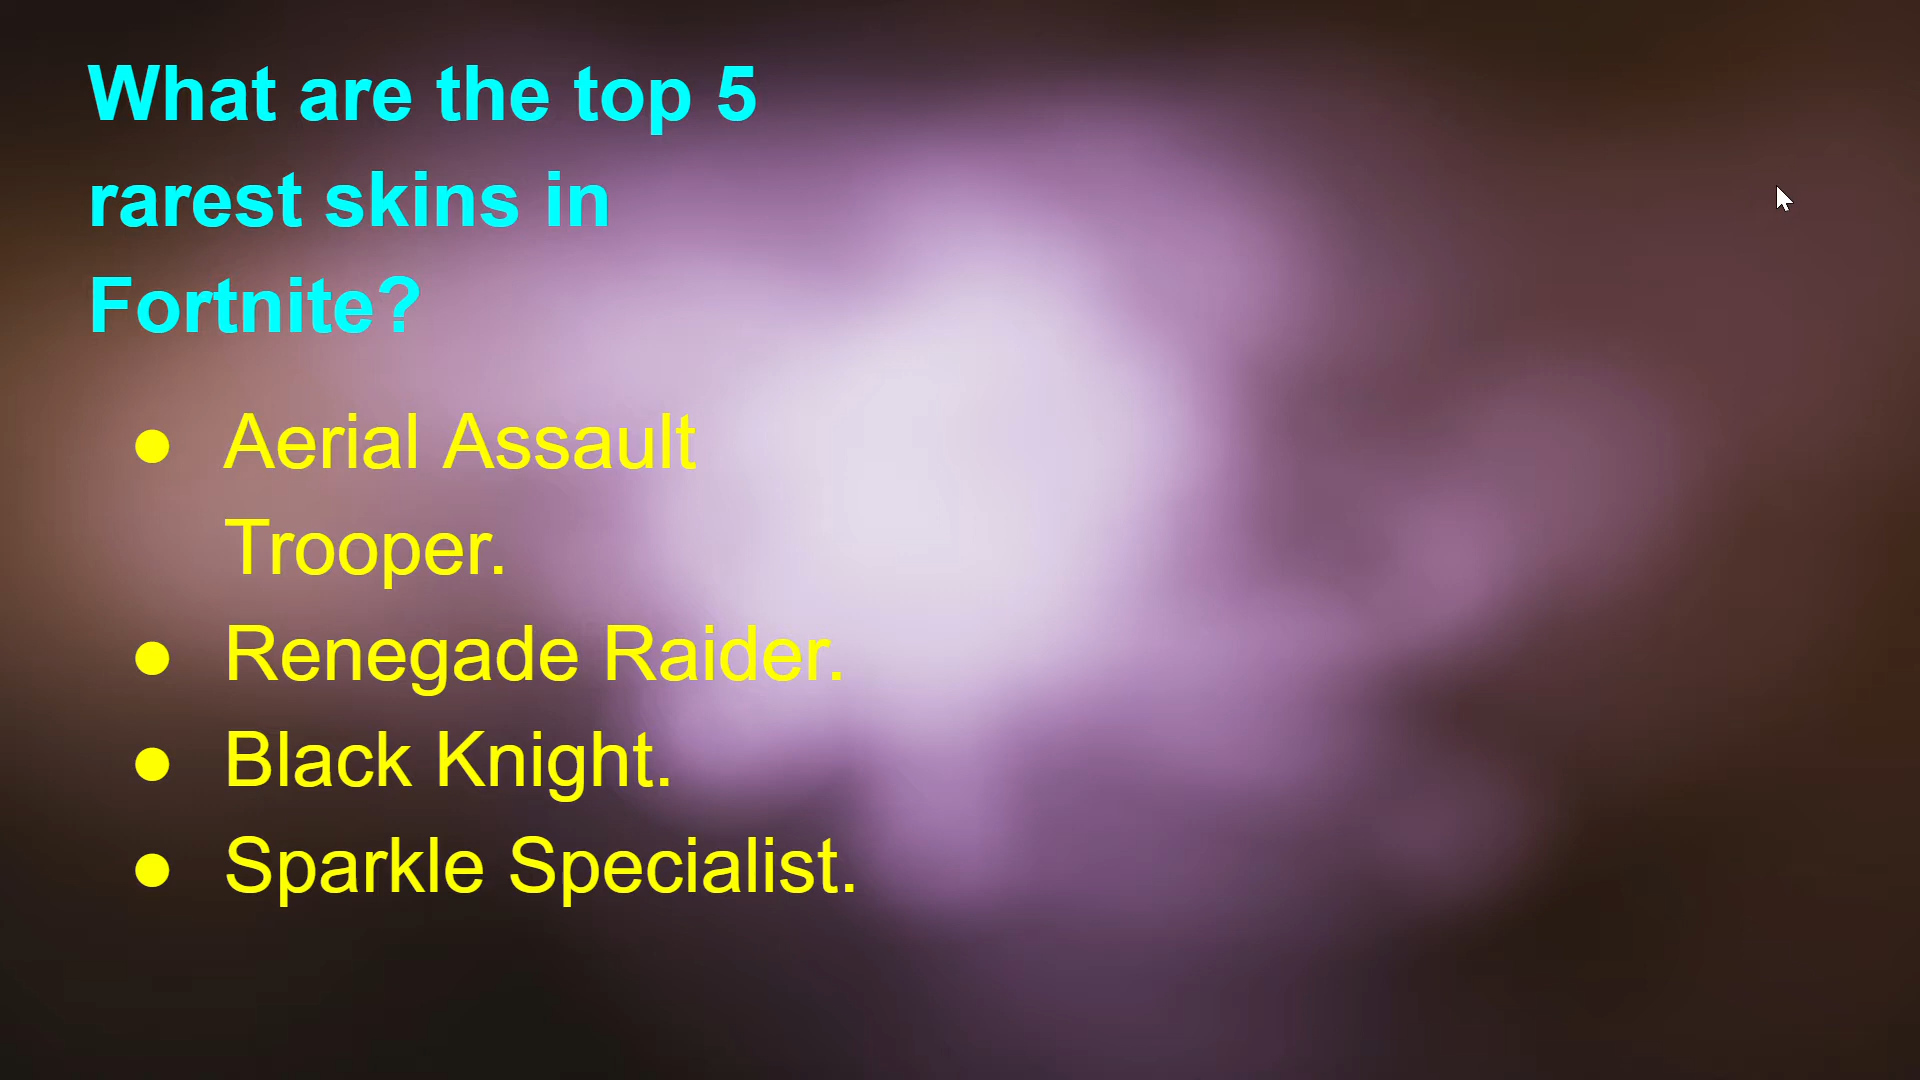 What are the top 5
rarest skins in
Fortnite?
● Aerial Assault
Trooper.
● Renegade Raider.
● Black Knight.
● Sparkle Specialist.